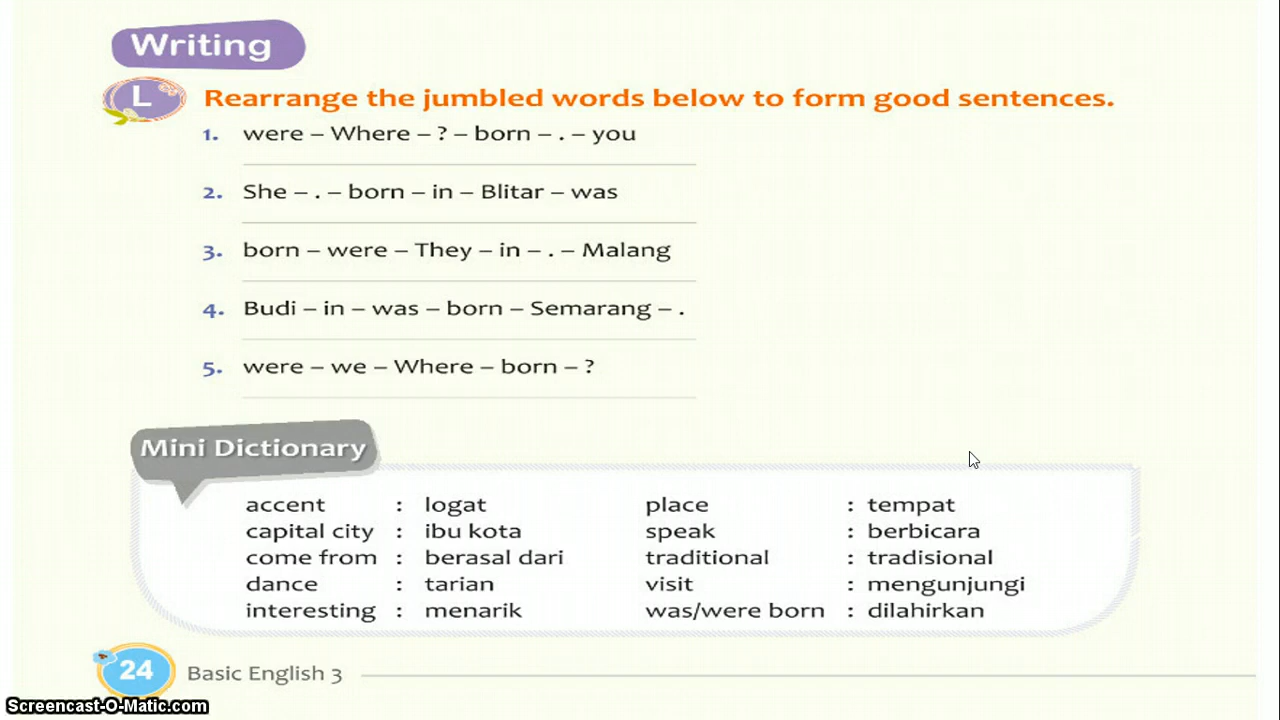 Writing
L Rearrange the jumbled words below to form good sentences.
1. were – Where – ? – born – . – you
2. She – . – born – in – Blitar – was
3. born – were – They – in – . – Malang
4. Budi – in – was – born – Semarang – .
5. were – we – Where – born – ?
Mini Dictionary
accent : logat place : tempat
capital city : ibu kota speak : berbicara
come from : berasal dari traditional : tradisional
dance : tarian visit : mengunjungi
interesting : menarik was/were born : dilahirkan
24 Basic English 3
Screencast-O-Matic.com